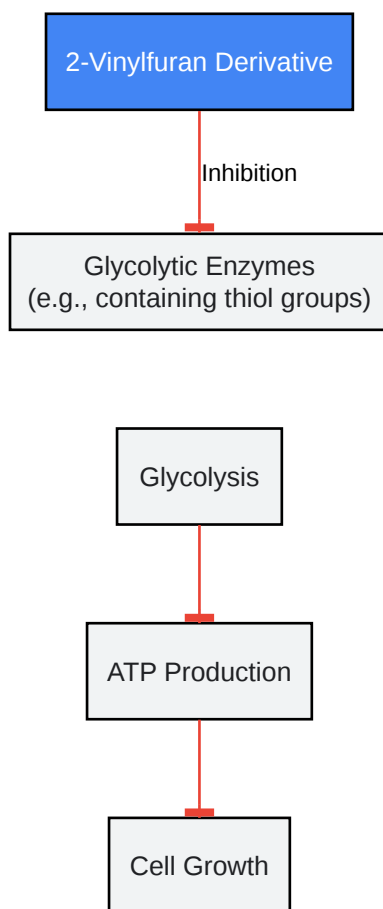 2-Vinylfuran Derivative
Inhibition
Glycolytic Enzymes
(e.g., containing thiol groups)
Glycolysis
ATP Production
Cell Growth